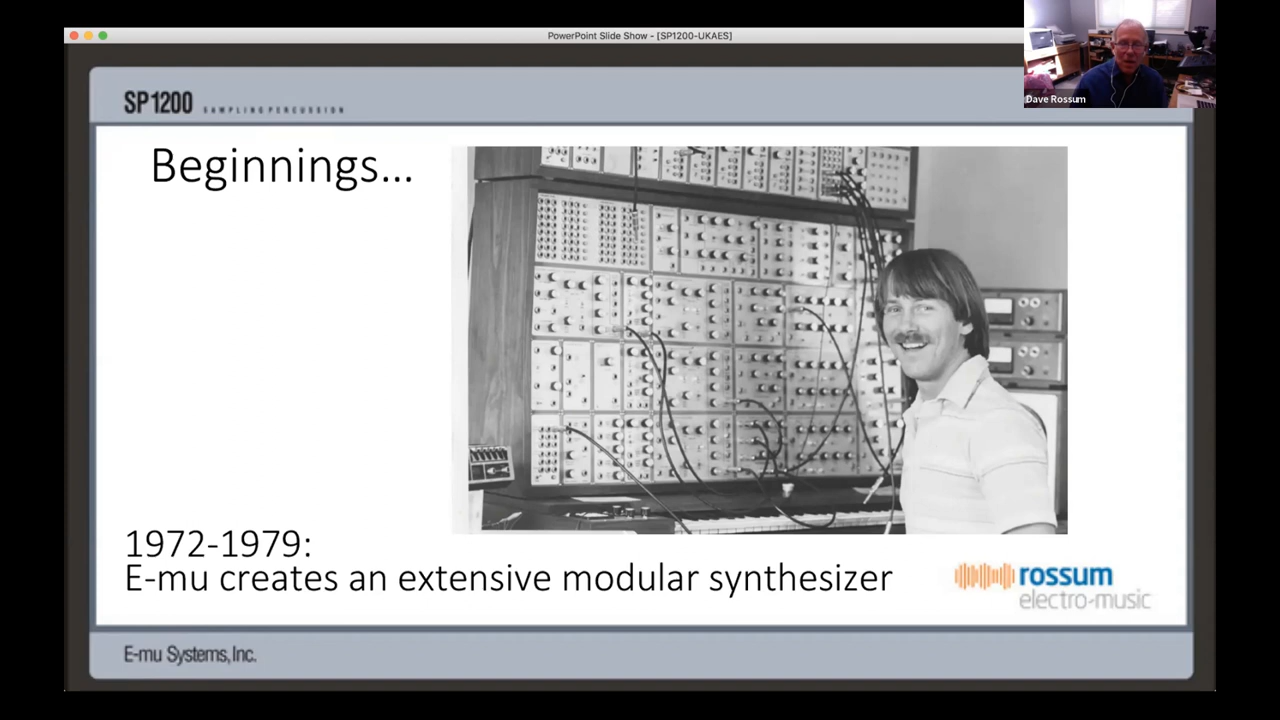 PowerPoint Slide Show - [SP1200-UKAES]
Dave Rossum
SP1200 SAMPLING PERCUSSION
Beginnings...
1972-1979:
E-mu creates an extensive modular synthesizer
rossum
electro-music
E-mu Systems, Inc.